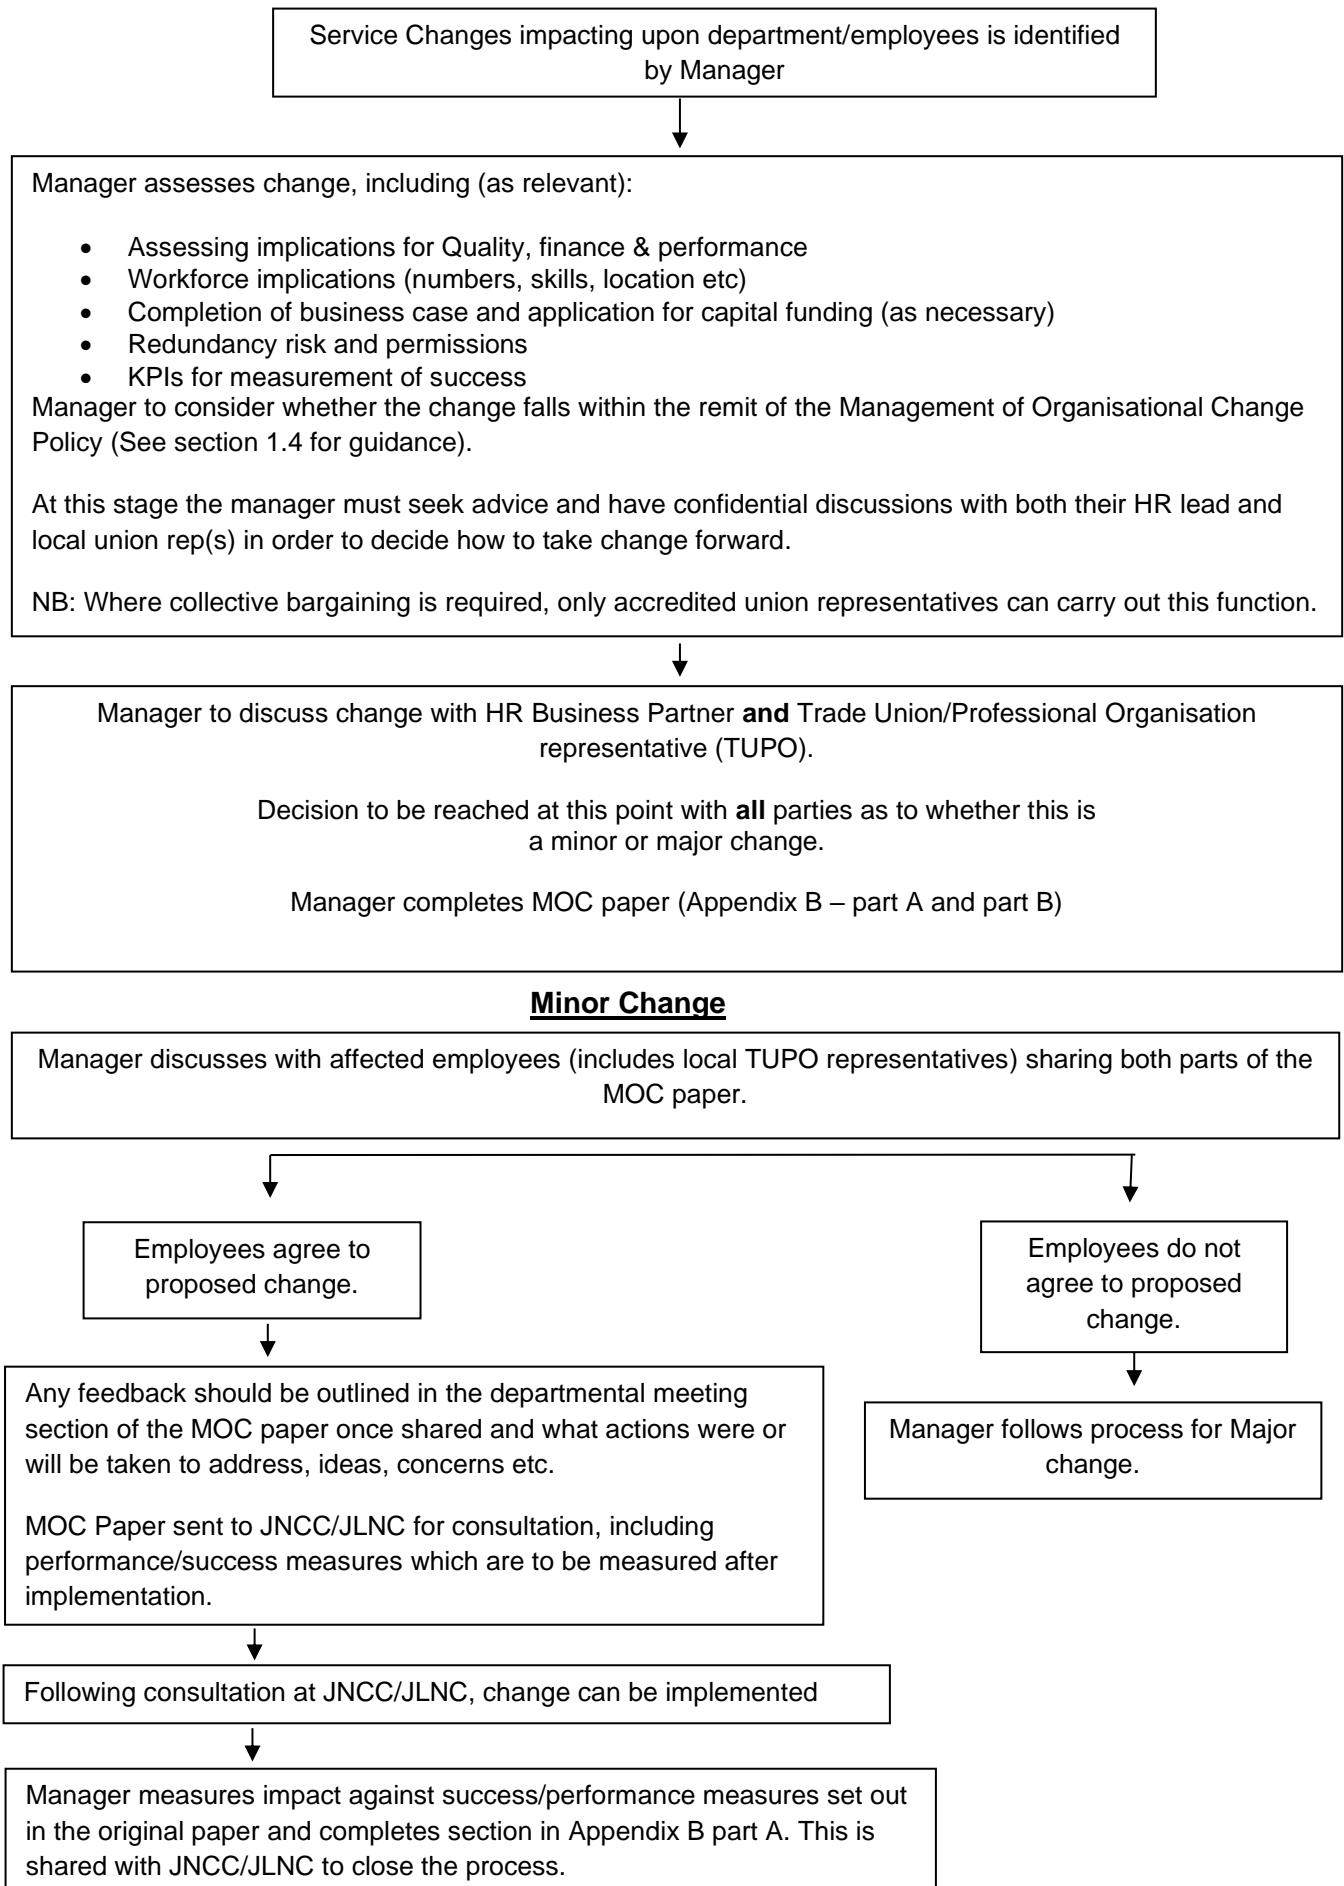 Service Changes impacting upon department/employees is identified
by Manager
Manager assesses change, including (as relevant):
• Assessing implications for Quality, finance & performance
• Workforce implications (numbers, skills, location etc)
• Completion of business case and application for capital funding (as necessary)
• Redundancy risk and permissions
• KPIs for measurement of success
Manager to consider whether the change falls within the remit of the Management of Organisational Change
Policy (See section 1.4 for guidance).
At this stage the manager must seek advice and have confidential discussions with both their HR lead and
local union rep(s) in order to decide how to take change forward.
NB: Where collective bargaining is required, only accredited union representatives can carry out this function.
Manager to discuss change with HR Business Partner and Trade Union/Professional Organisation
representative (TUPO).
Decision to be reached at this point with all parties as to whether this is
a minor or major change.
Manager completes MOC paper (Appendix B – part A and part B)
Minor Change
Manager discusses with affected employees (includes local TUPO representatives) sharing both parts of the
MOC paper.
Employees agree to
proposed change.
Employees do not
agree to proposed
change.
Any feedback should be outlined in the departmental meeting
section of the MOC paper once shared and what actions were or
will be taken to address, ideas, concerns etc.
MOC Paper sent to JNCC/JLNC for consultation, including
performance/success measures which are to be measured after
implementation.
Manager follows process for Major
change.
Following consultation at JNCC/JLNC, change can be implemented
Manager measures impact against success/performance measures set out
in the original paper and completes section in Appendix B part A. This is
shared with JNCC/JLNC to close the process.